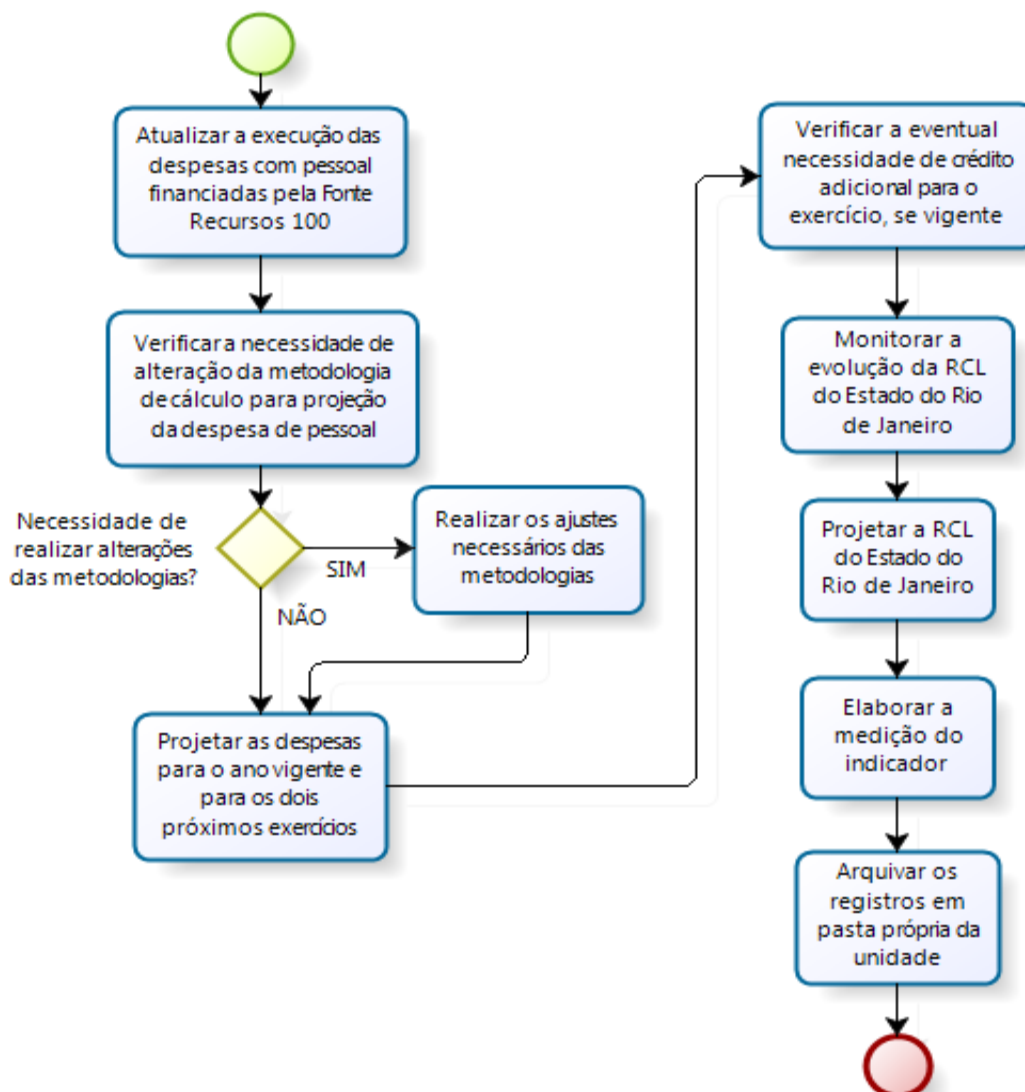 Atualizar a execução das
despesas com pessoal
financiadas pela Fonte
Recursos 100
Verificar a necessidade de
alteração da metodologia
de cálculo para projeção
da despesa de pessoal
Necessidade de
realizar alterações
das metodologias?
SIM
NÃO
Realizar os ajustes
necessários das
metodologias
Projetar as despesas
para o ano vigente e
para os dois
próximos exercícios
Verificar a eventual
necessidade de crédito
adicional para o
exercício, se vigente
Monitorar a
evolução da RCL
do Estado do Rio
de Janeiro
Projetar a RCL
do Estado do
Rio de Janeiro
Elaborar a
medição do
indicador
Arquivar os
registros em
pasta própria da
unidade